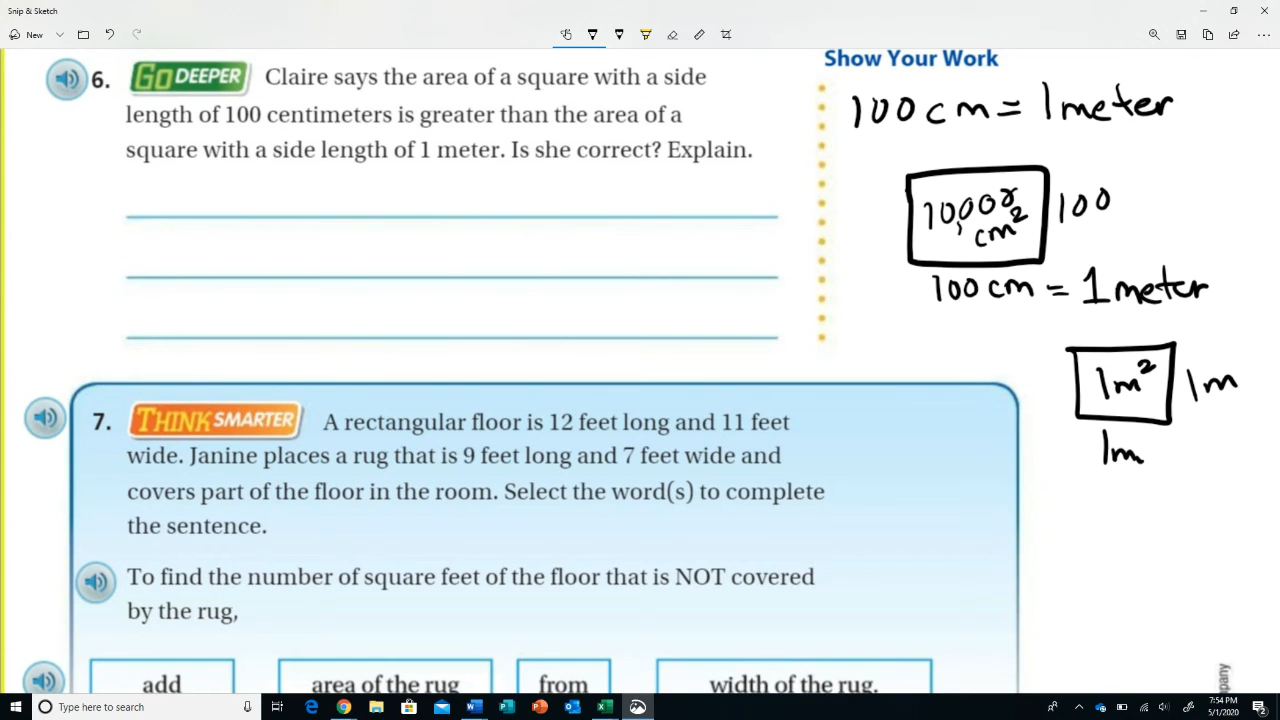 Snip & Sketch
New
6. GO DEEPER Claire says the area of a square with a side
length of 100 centimeters is greater than the area of a
square with a side length of 1 meter. Is she correct? Explain.
Show Your Work
100 cm = 1 meter
10,000
cm²
100
100 cm = 1 meter
1m²
1m
1m
7. THINK SMARTER A rectangular floor is 12 feet long and 11 feet
wide. Janine places a rug that is 9 feet long and 7 feet wide and
covers part of the floor in the room. Select the word(s) to complete
the sentence.
To find the number of square feet of the floor that is NOT covered
by the rug,
add
area of the rug
from
width of the rug.
pany
Type here to search
7:54 PM
5/1/2020